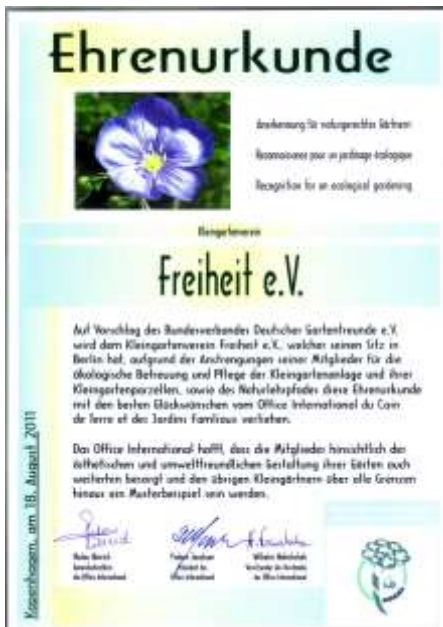 Ehrenurkunde
Anerkennung für naturgerechtes Gärtnern
Reconnaissance pour un jardinage écologique
Recognition for an ecological gardening
Kleingartenverein
Freiheit e.V.
Auf Vorschlag des Bundesverbandes Deutscher Gartenfreunde e.V.
wird dem Kleingartenverein Freiheit e.V., welcher seinen Sitz in
Berlin hat, aufgrund der Anstrengungen seiner Mitglieder für die
ökologische Betreuung und Pflege der Kleingartenanlage und ihrer
Kleingartenparzellen, sowie des Naturlehrpfades diese Ehrenurkunde
mit den besten Glückwünschen vom Office International du Coin
de Terre et des Jardins Familiaux verliehen.
Das Office International hofft, dass die Mitglieder hinsichtlich der
ästhetischen und umweltfreundlichen Gestaltung ihrer Gärten auch
weiterhin besorgt und den übrigen Kleingärtnern über alle Grenzen
hinaus ein Musterbeispiel sein werden.
Kopenhagen, am 18. August 2011